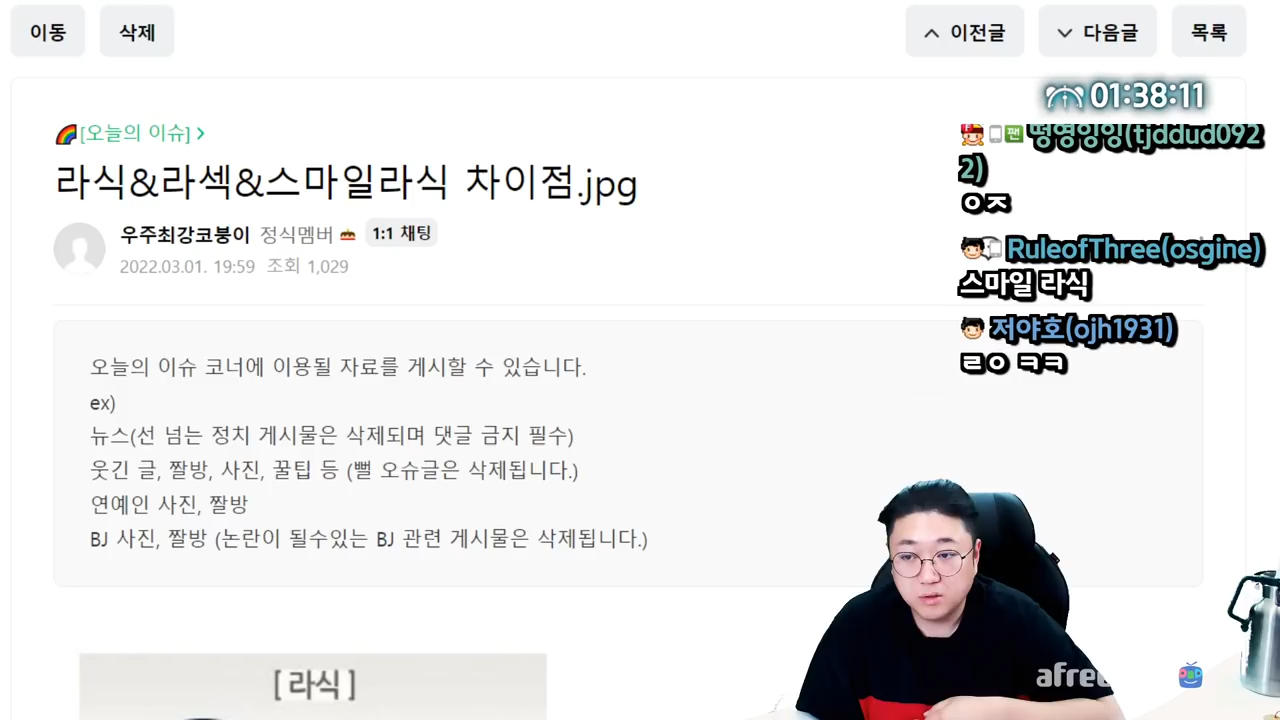 이동
삭제
이전글
다음글
목록
01:38:11
[오늘의 이슈]
라식&라섹&스마일라식 차이점.jpg
우주최강코붕이 정식멤버 1:1 채팅
2022.03.01. 19:59 조회 1,029
팬 떵영잉잉(tjddud092
2)
ㅇㅈ
RuleofThree(osgine)
스마일 라식
저야호(ojh1931)
ㄹㅇ ㅋㅋ
오늘의 이슈 코너에 이용될 자료를 게시할 수 있습니다.
ex)
뉴스(선 넘는 정치 게시물은 삭제되며 댓글 금지 필수)
웃긴 글, 짤방, 사진, 꿀팁 등 (뻘 오슈글은 삭제됩니다.)
연예인 사진, 짤방
BJ 사진, 짤방 (논란이 될수있는 BJ 관련 게시물은 삭제됩니다.)
[ 라식 ]